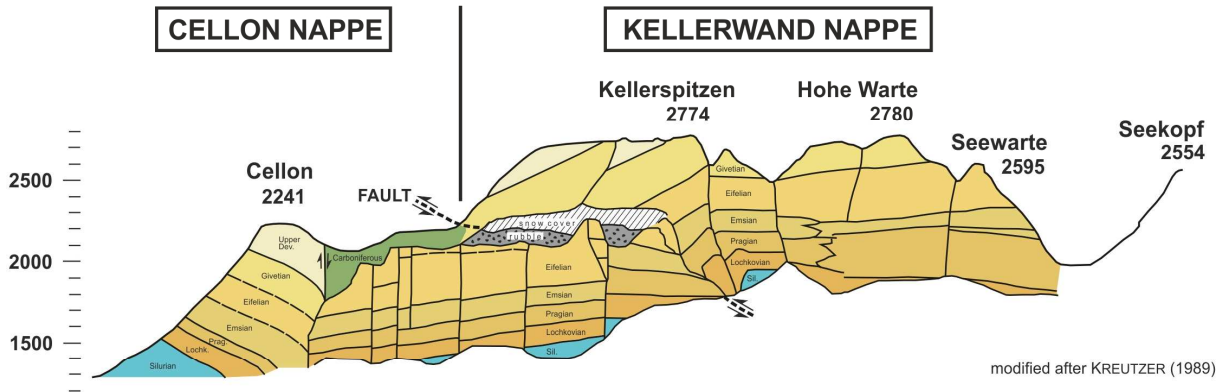 CELLON NAPPE
KELLERWAND NAPPE
Kellerspitzen
2774
Hohe Warte
2780
Seewarte
2595
Seekopf
2554
Cellon
2241
FAULT
2500
2000
1500
Upper
Dev.
Carboniferous
Givetian
Eifelian
Emsian
Prag.
Lochk.
Silurian
snow cover
rubble
Eifelian
Emsian
Pragian
Lochkovian
Sil.
Givetian
Eifelian
Emsian
Pragian
Lochkovian
Sil.
modified after KREUTZER (1989)